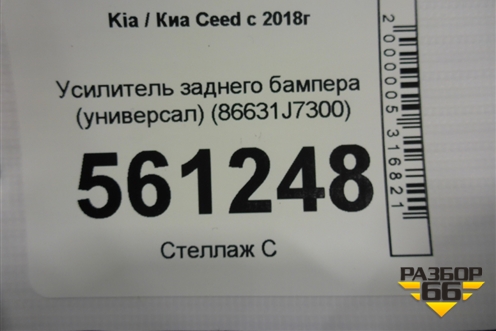 Kia / Киа Ceed с 2018г
Усилитель заднего бампера
(универсал) (86631J7300)
561248
Стеллаж С
2000005316821
РАЗБОР
66